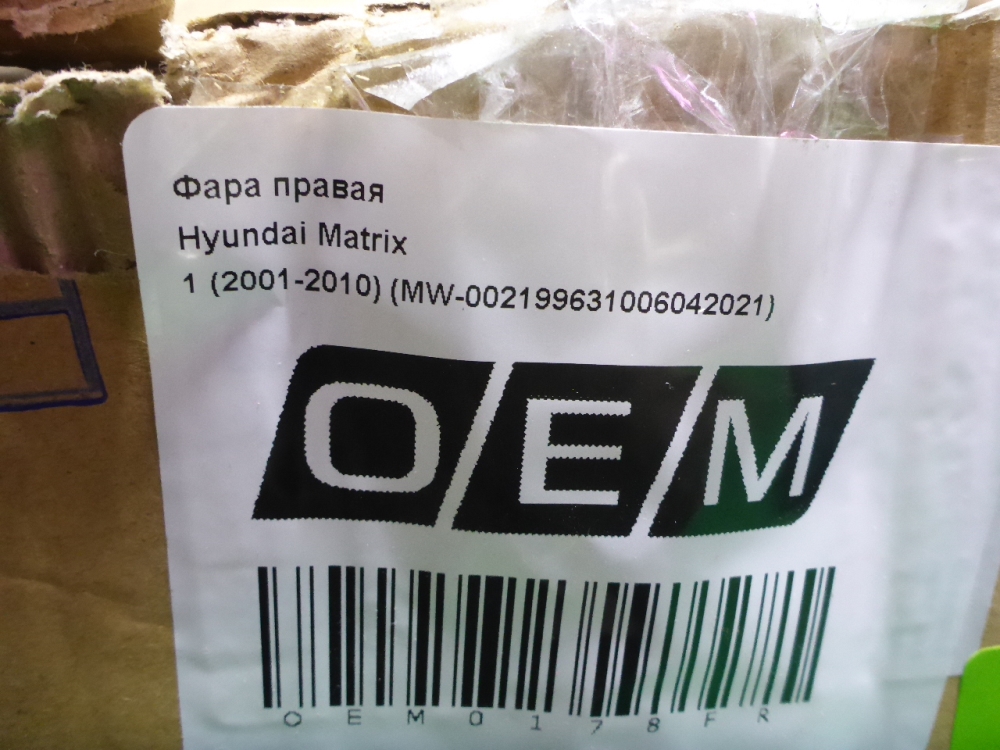 Фара правая
Hyundai Matrix
1 (2001-2010) (MW-002199631006042021)
OEM
OEM0178FR